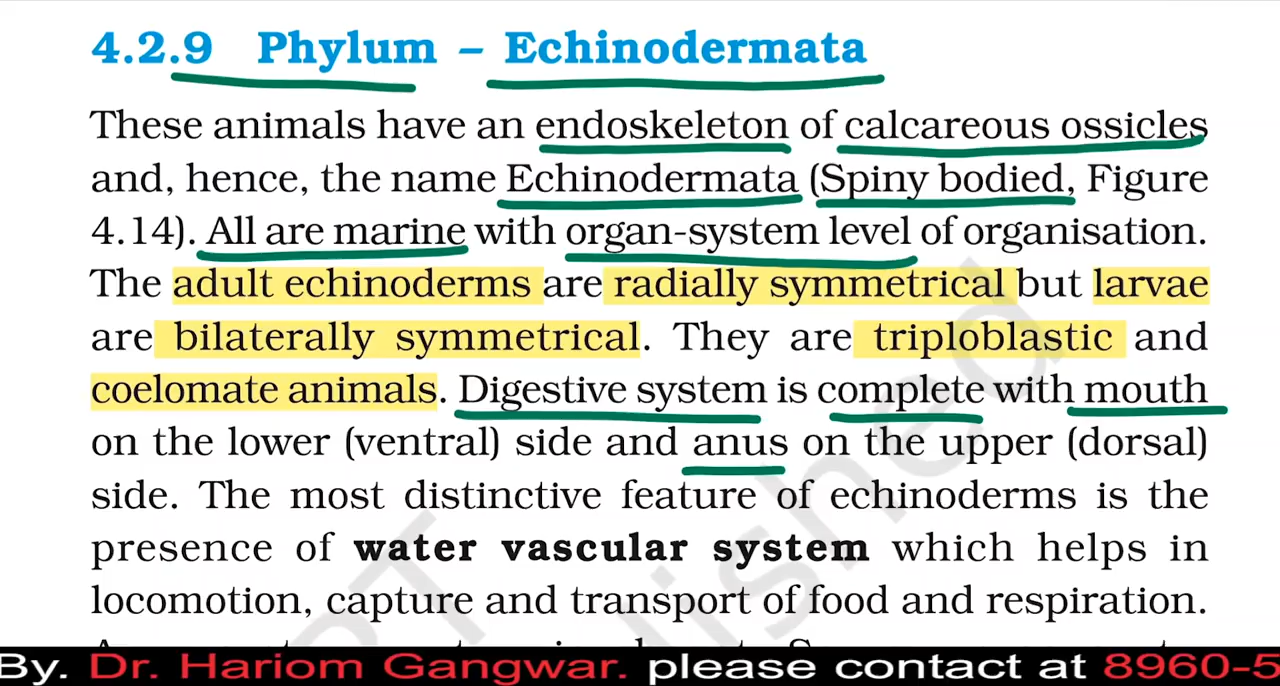 4.2.9 Phylum – Echinodermata
These animals have an endoskeleton of calcareous ossicles
and, hence, the name Echinodermata (Spiny bodied, Figure
4.14). All are marine with organ-system level of organisation.
The adult echinoderms are radially symmetrical but larvae
are bilaterally symmetrical. They are triploblastic and
coelomate animals. Digestive system is complete with mouth
on the lower (ventral) side and anus on the upper (dorsal)
side. The most distinctive feature of echinoderms is the
presence of water vascular system which helps in
locomotion, capture and transport of food and respiration.
By. Dr. Hariom Gangwar. please contact at 8960-5